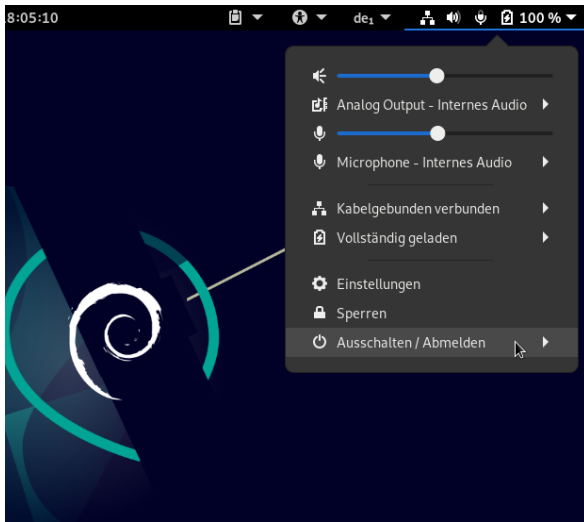 8:05:10 de₁ 100 %
Analog Output - Internes Audio
Microphone - Internes Audio
Kabelgebunden verbunden
Vollständig geladen
Einstellungen
Sperren
Ausschalten / Abmelden